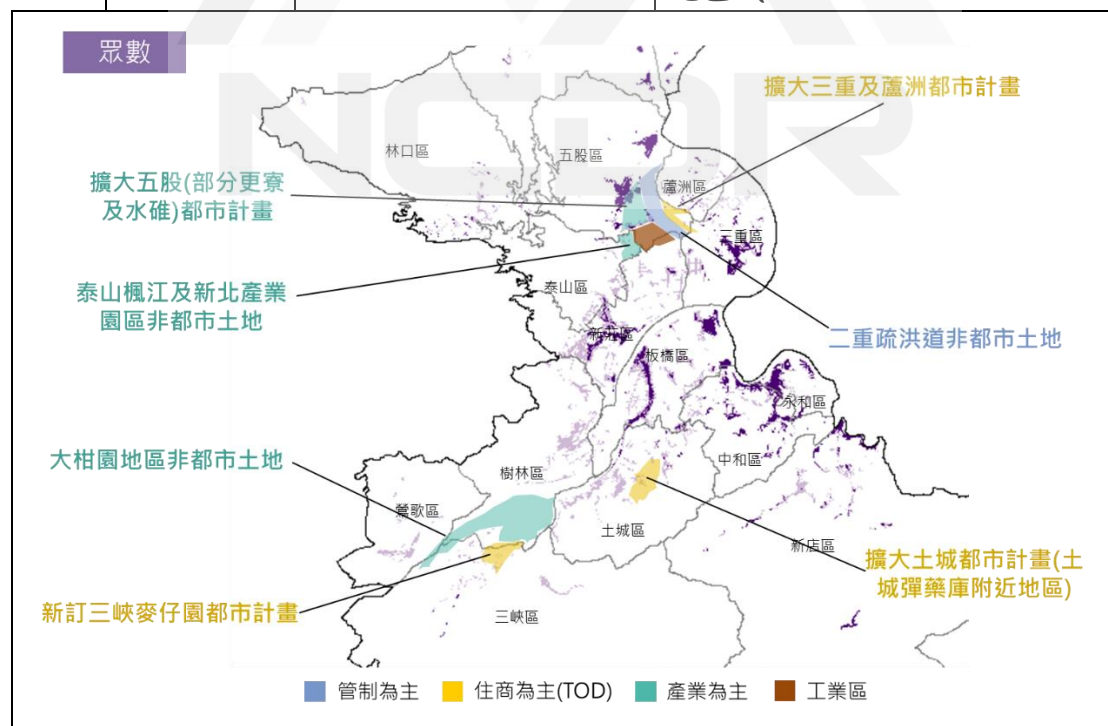 眾數
NCDR
擴大三重及蘆洲都市計畫
林口區
五股區
蘆洲區
擴大五股(部分更寮
及水碓)都市計畫
三重區
泰山楓江及新北產業
園區非都市土地
泰山區
新莊區
二重疏洪道非都市土地
板橋區
永和區
大柑園地區非都市土地
樹林區
中和區
鶯歌區
土城區
新店區
擴大土城都市計畫(土
城彈藥庫附近地區)
新訂三峽麥仔園都市計畫
三峽區
管制為主
住商為主(TOD)
產業為主
工業區